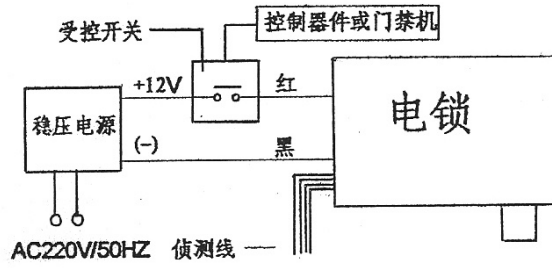 控制器件或门禁机
受控开关
+12V
红
稳压电源
电锁
(-)
黑
AC220V/50HZ
侦测线